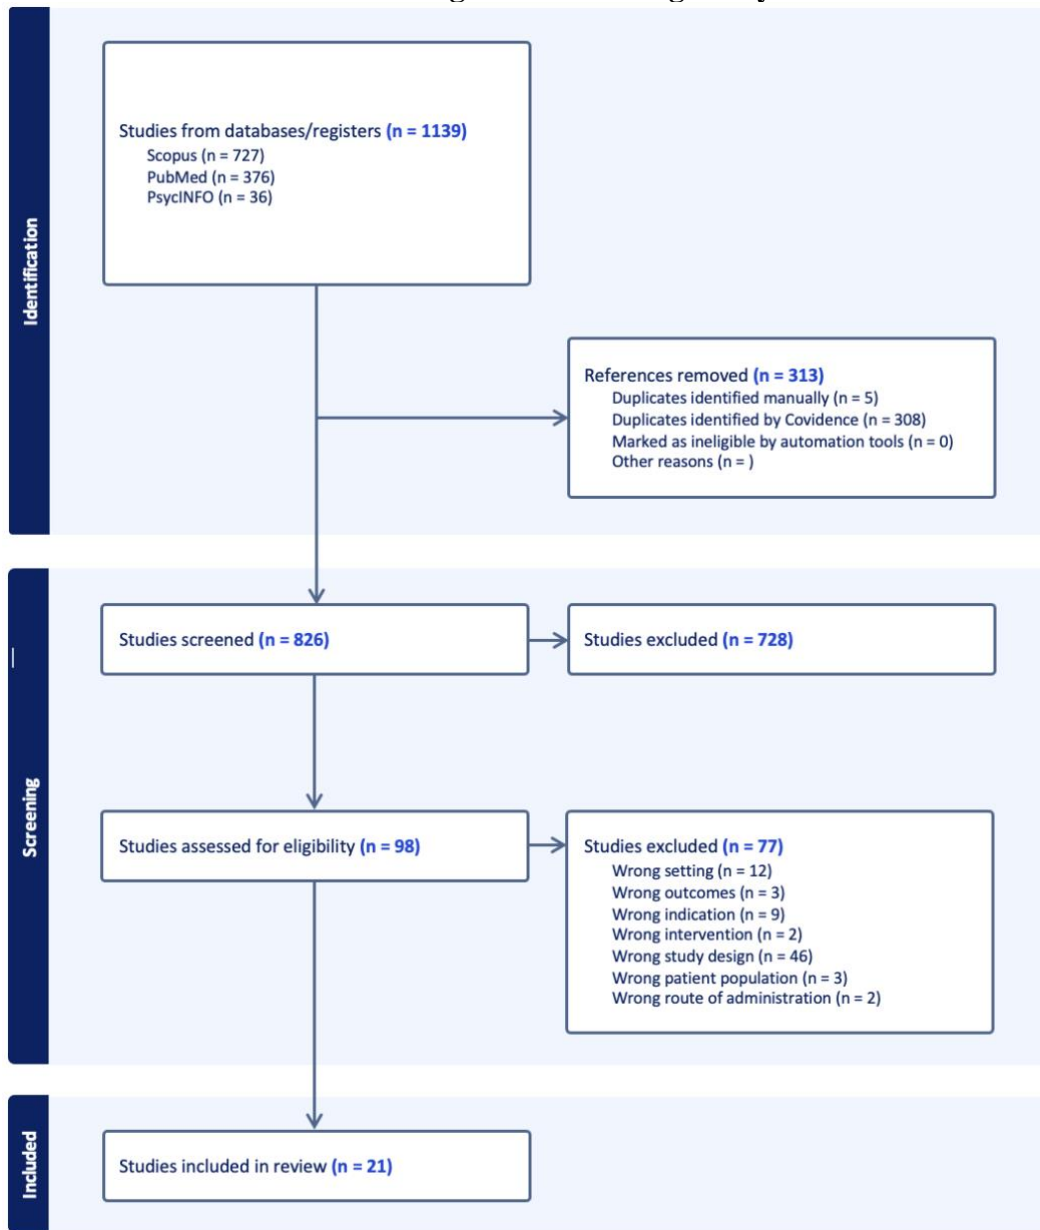 Identification
Studies from databases/registers (n = 1139)
Scopus (n = 727)
PubMed (n = 376)
PsycINFO (n = 36)
References removed (n = 313)
Duplicates identified manually (n = 5)
Duplicates identified by Covidence (n = 308)
Marked as ineligible by automation tools (n = 0)
Other reasons (n = )
Screening
Studies screened (n = 826)
Studies excluded (n = 728)
Studies assessed for eligibility (n = 98)
Studies excluded (n = 77)
Wrong setting (n = 12)
Wrong outcomes (n = 3)
Wrong indication (n = 9)
Wrong intervention (n = 2)
Wrong study design (n = 46)
Wrong patient population (n = 3)
Wrong route of administration (n = 2)
Included
Studies included in review (n = 21)